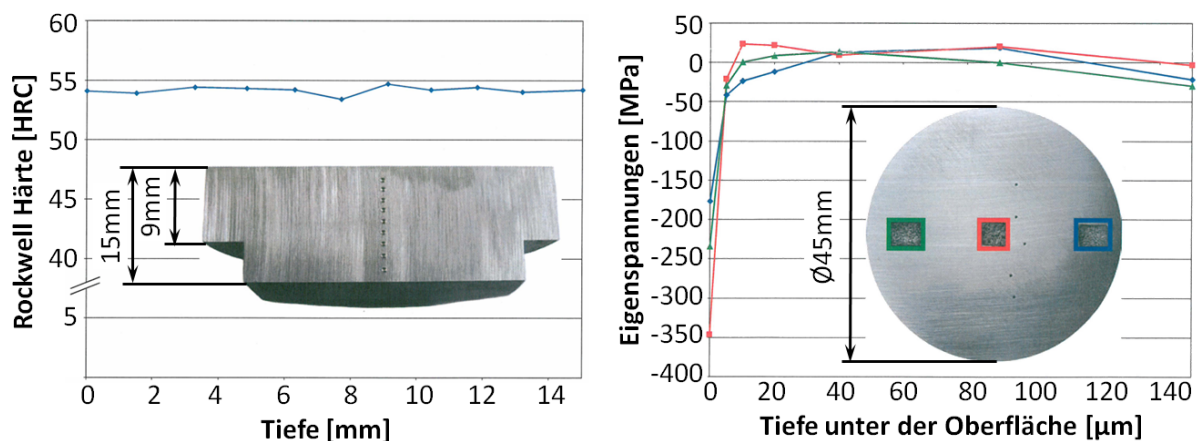 60
55
50
45
40
5
Rockwell Härte [HRC]
15mm
9mm
0 2 4 6 8 10 12 14
Tiefe [mm]
50
0
-50
-100
-150
-200
-250
-300
-350
-400
Eigenspannungen [MPa]
Ø45mm
0 20 40 60 80 100 120 140
Tiefe unter der Oberfläche [µm]